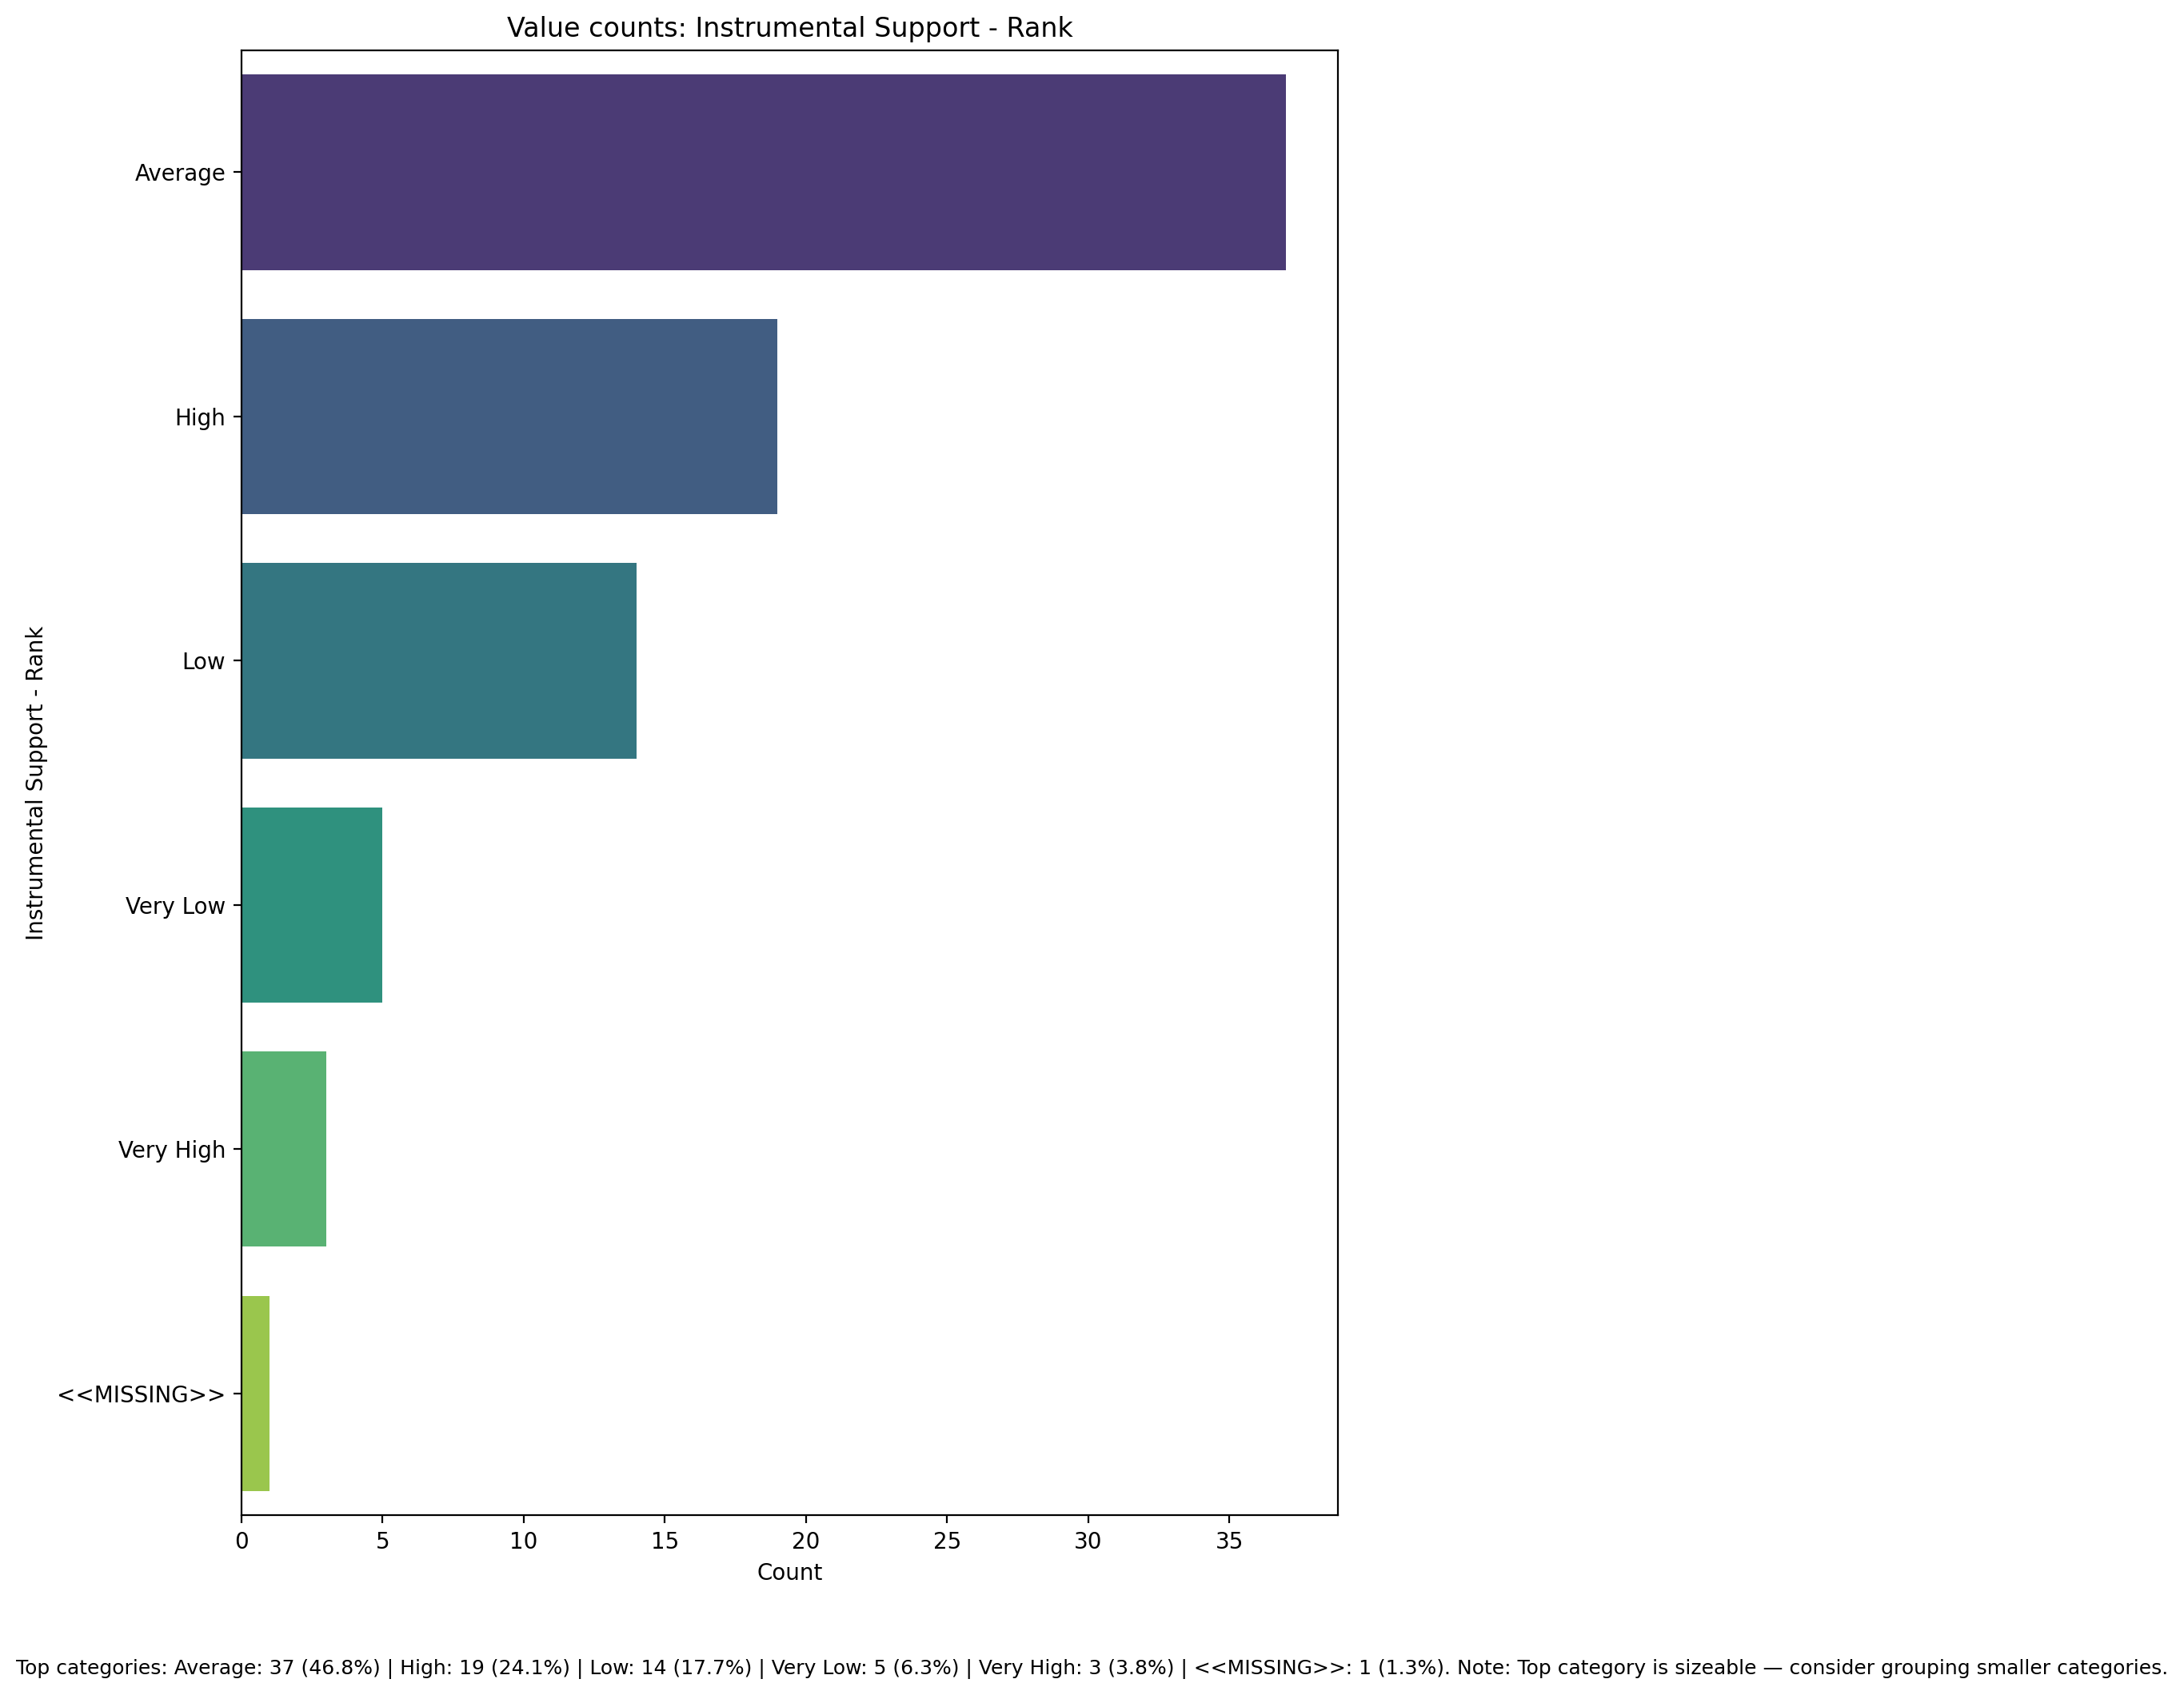 Value counts: Instrumental Support - Rank
Average
High
Low
Very Low
Very High
<<MISSING>>
Instrumental Support - Rank
0 5 10 15 20 25 30 35
Count
Top categories: Average: 37 (46.8%) | High: 19 (24.1%) | Low: 14 (17.7%) | Very Low: 5 (6.3%) | Very High: 3 (3.8%) | <<MISSING>>: 1 (1.3%). Note: Top category is sizeable — consider grouping smaller categories.